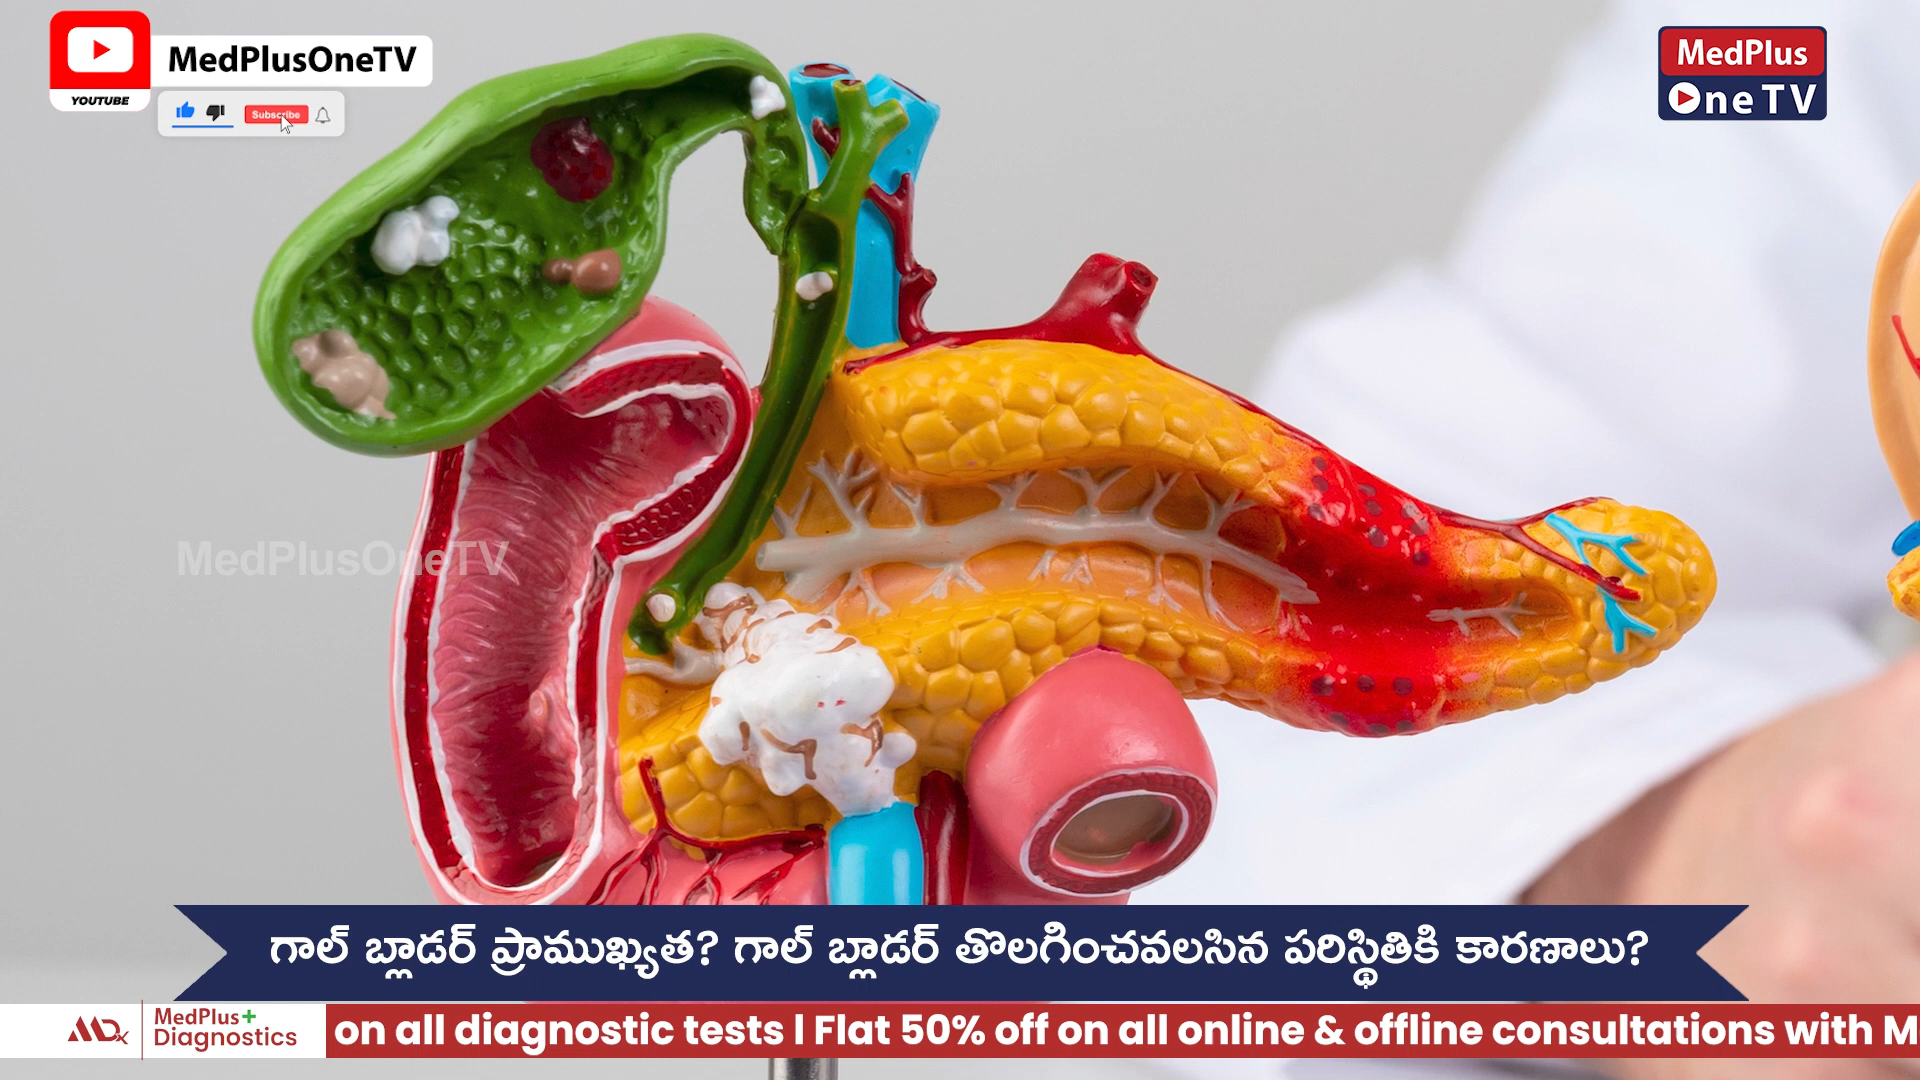 MedPlusOneTV
YOUTUBE
Subscribe
MedPlus
One TV
MedPlusOneTV
గాల్ బ్లాడర్ ప్రాముఖ్యత? గాల్ బ్లాడర్ తొలగించవలసిన పరిస్థితికి కారణాలు?
MDx
MedPlus+
Diagnostics
on all diagnostic tests l Flat 50% off on all online & offline consultations with M